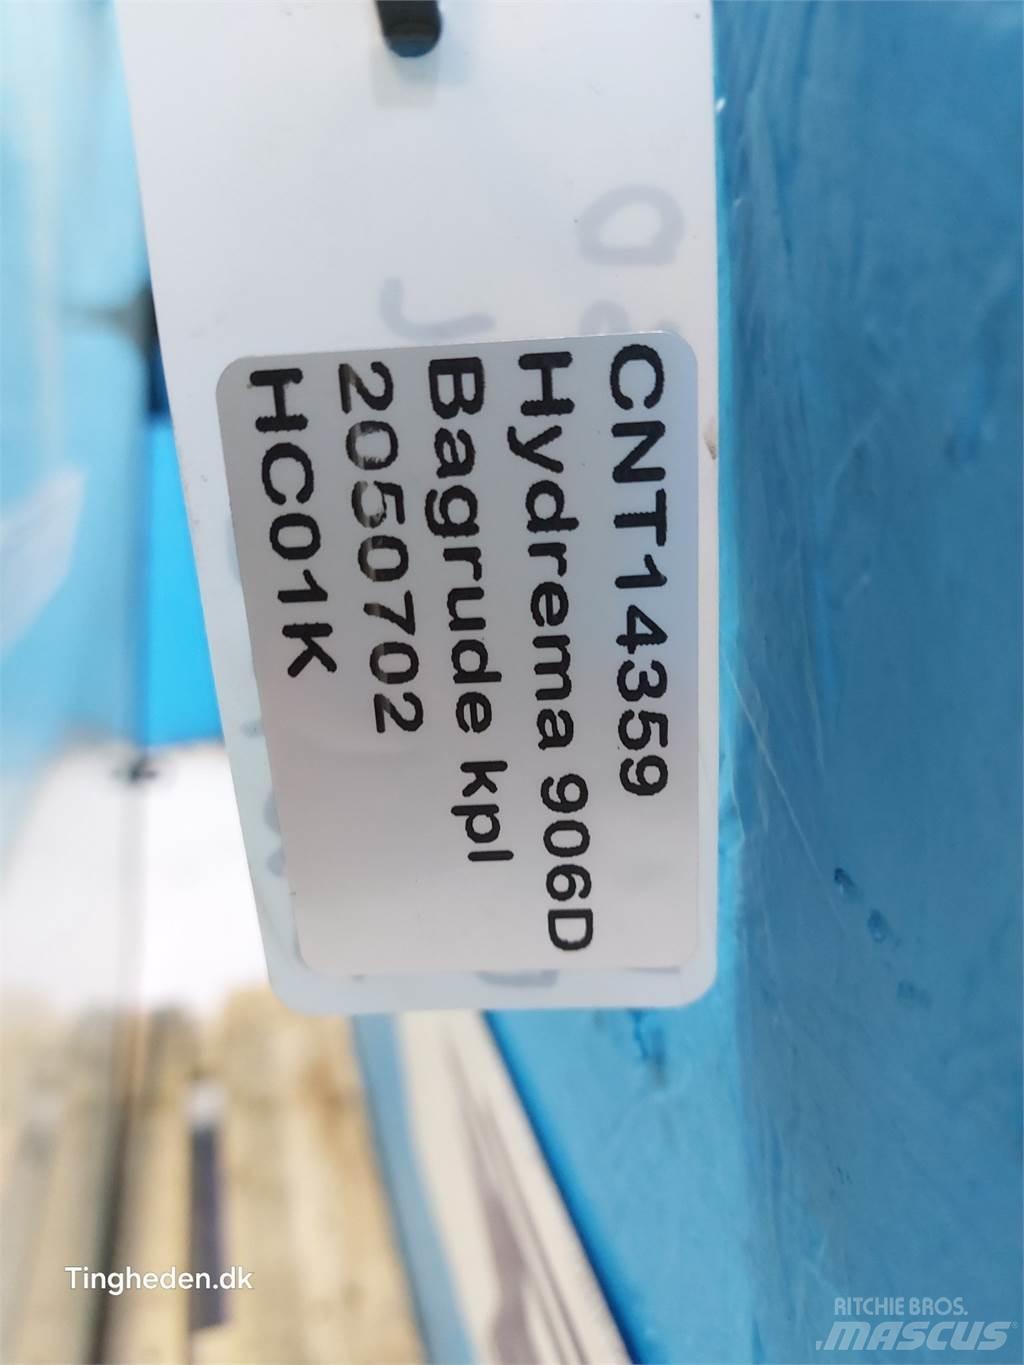 CNT14359
Hydrema 906D
Bagrude kpl
2050702
HC01K
Tingheden.dk
RITCHIE BROS.
MASCUS